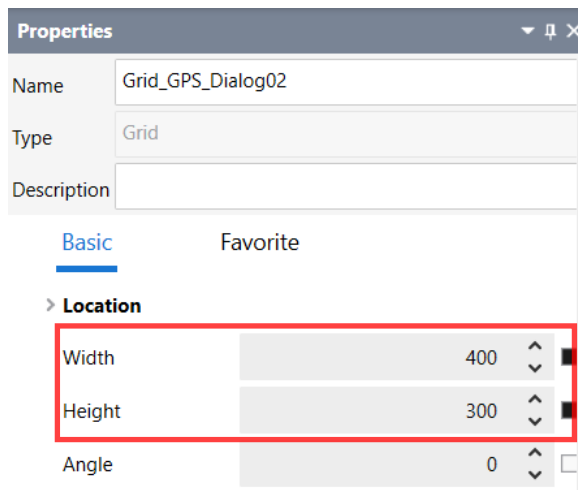 Properties
Name Grid_GPS_Dialog02
Type Grid
Description
Basic Favorite
Location
Width 400
Height 300
Angle 0